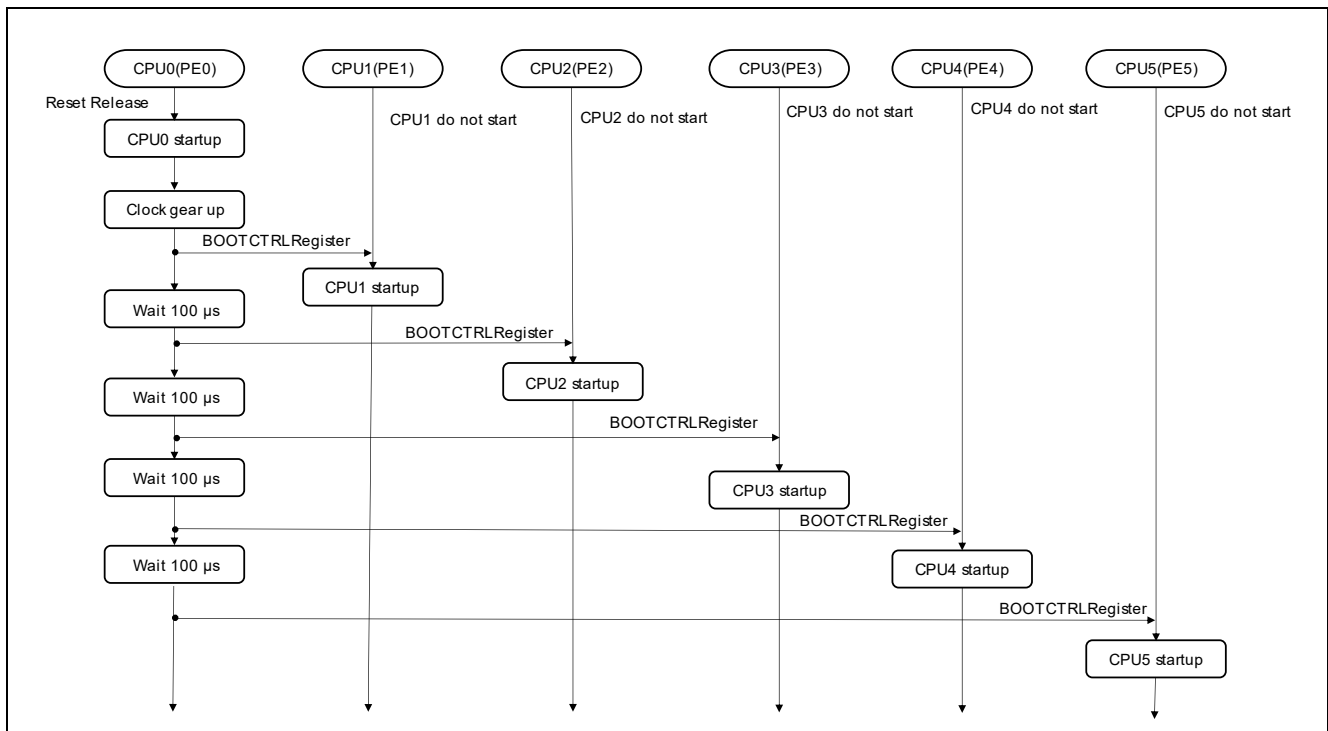 CPU0(PE0)
CPU1(PE1)
CPU2(PE2)
CPU3(PE3)
CPU4(PE4)
CPU5(PE5)
Reset Release
CPU1 do not start
CPU2 do not start
CPU3 do not start
CPU4 do not start
CPU5 do not start
CPU0 startup
Clock gear up
BOOTCTRLRegister
CPU1 startup
Wait 100 µs
BOOTCTRLRegister
CPU2 startup
Wait 100 µs
BOOTCTRLRegister
Wait 100 µs
CPU3 startup
BOOTCTRLRegister
Wait 100 µs
CPU4 startup
BOOTCTRLRegister
CPU5 startup